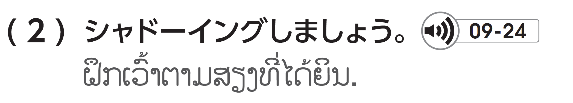 (2) シャドーイングしましょう。 09-24
ຝຶກເວົ້າຕາມສຽງທີ່ໄດ້ຍິນ.